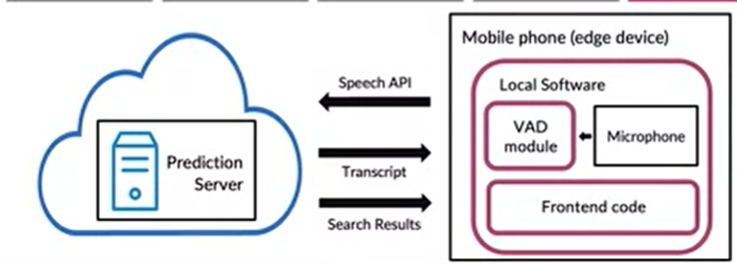 Mobile phone (edge device)
Speech API
Local Software
VAD
module
Microphone
Prediction
Server
Transcript
Frontend code
Search Results